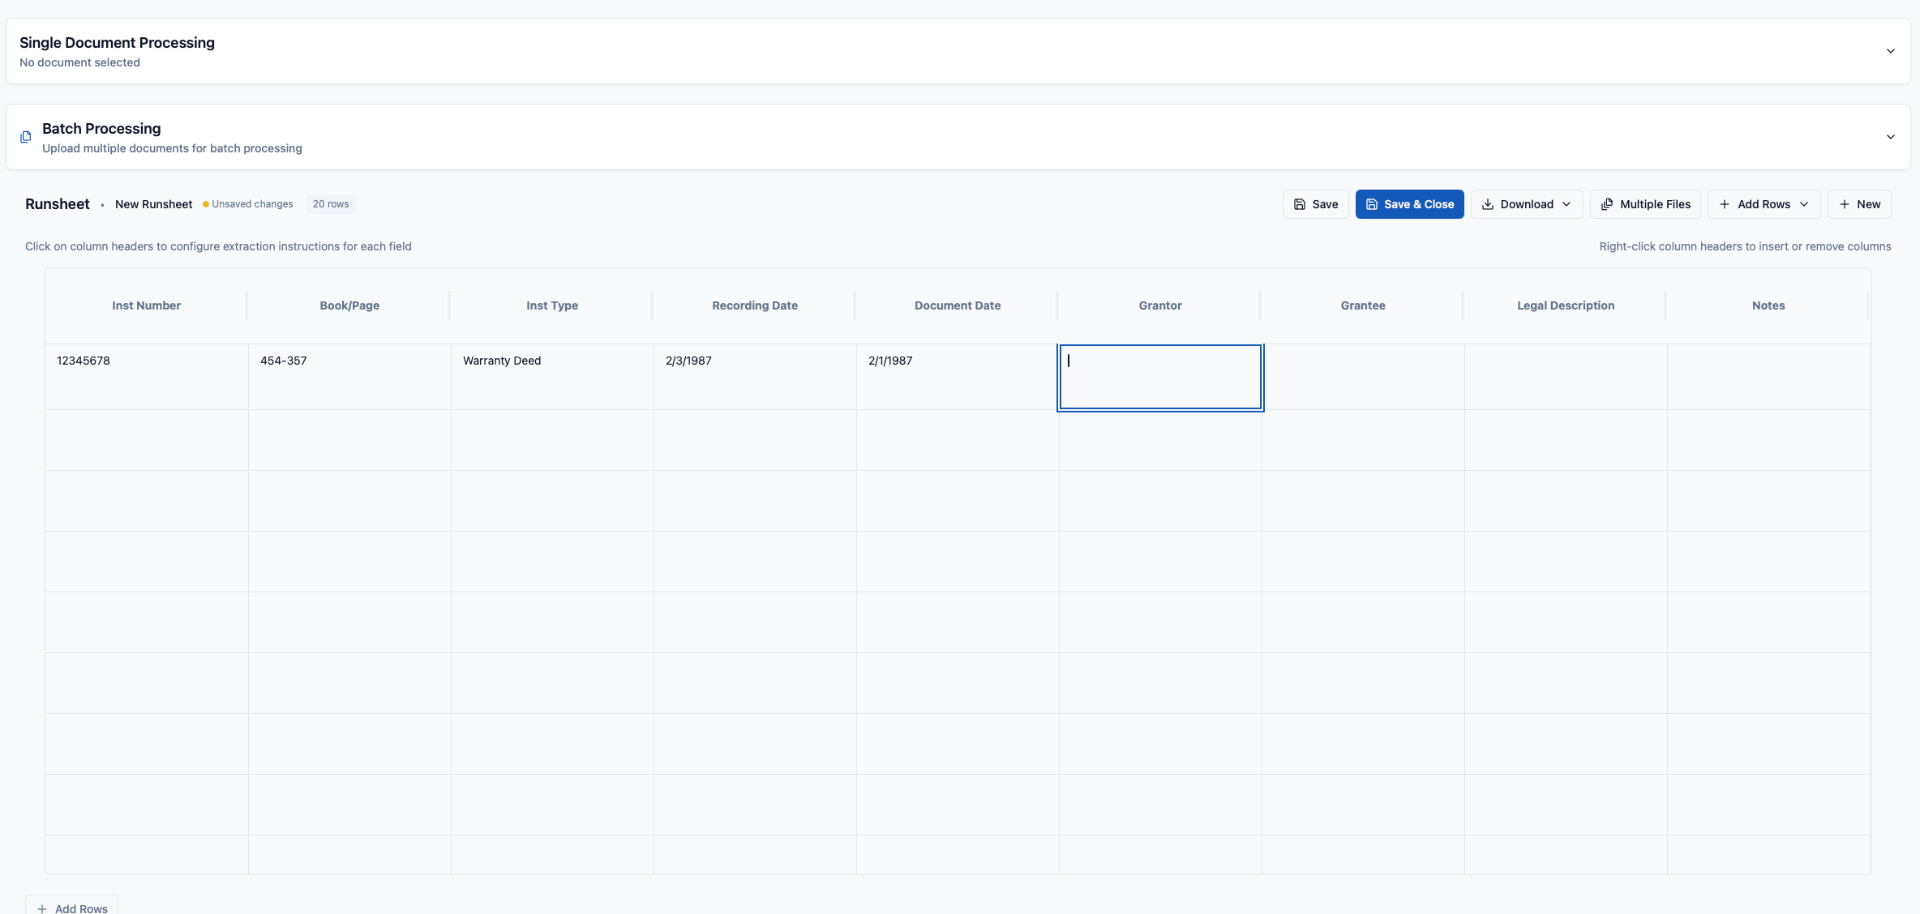 Single Document Processing
No document selected
Batch Processing
Upload multiple documents for batch processing
Runsheet • New Runsheet Unsaved changes 20 rows Save Save & Close Download Multiple Files Add Rows New
Click on column headers to configure extraction instructions for each field Right-click column headers to insert or remove columns
Inst Number Book/Page Inst Type Recording Date Document Date Grantor Grantee Legal Description Notes
12345678 454-357 Warranty Deed 2/3/1987 2/1/1987
Add Rows